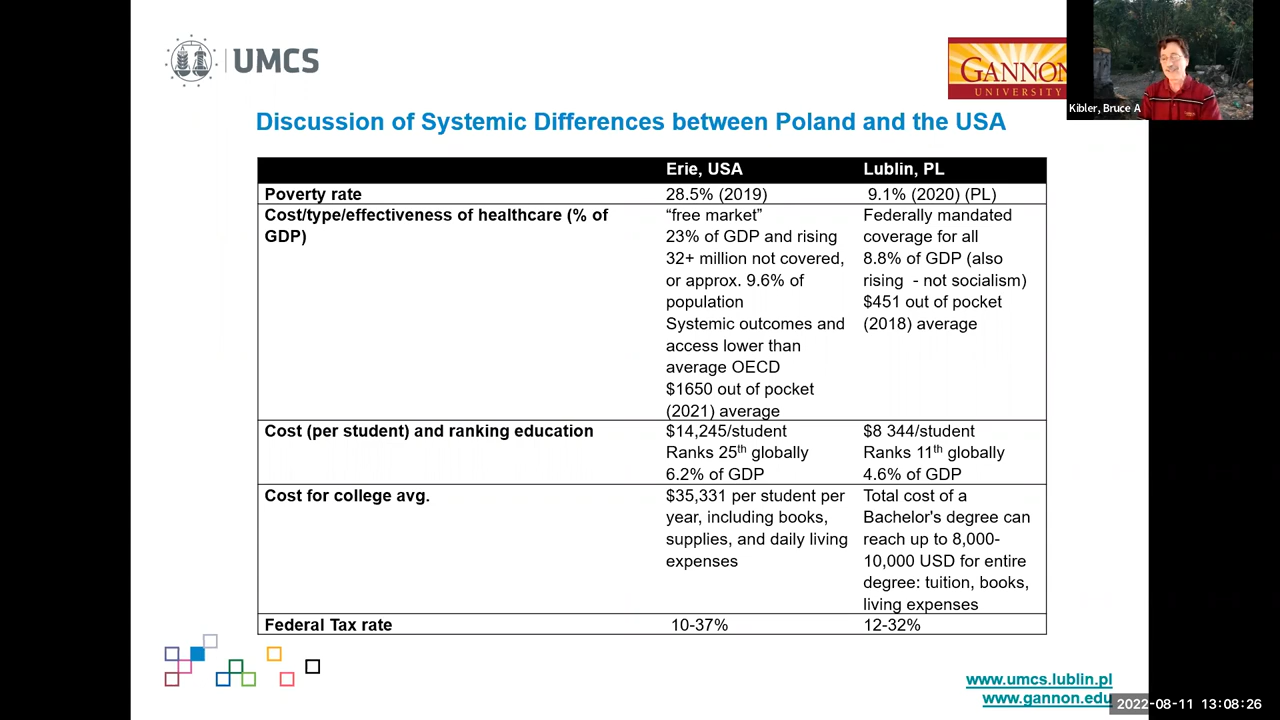 UMCS
GANNON
UNIVERSITY
Kibler, Bruce A
Discussion of Systemic Differences between Poland and the USA
Erie, USA
Lublin, PL
Poverty rate
28.5% (2019)
9.1% (2020) (PL)
Cost/type/effectiveness of healthcare (% of
GDP)
“free market”
23% of GDP and rising
32+ million not covered,
or approx. 9.6% of
population
Systemic outcomes and
access lower than
average OECD
$1650 out of pocket
(2021) average
Federally mandated
coverage for all
8.8% of GDP (also
rising - not socialism)
$451 out of pocket
(2018) average
Cost (per student) and ranking education
$14,245/student
Ranks 25th globally
6.2% of GDP
$8 344/student
Ranks 11th globally
4.6% of GDP
Cost for college avg.
$35,331 per student per
year, including books,
supplies, and daily living
expenses
Total cost of a
Bachelor's degree can
reach up to 8,000-
10,000 USD for entire
degree: tuition, books,
living expenses
Federal Tax rate
10-37%
12-32%
www.umcs.lublin.pl
www.gannon.edu
2022-08-11 13:08:26